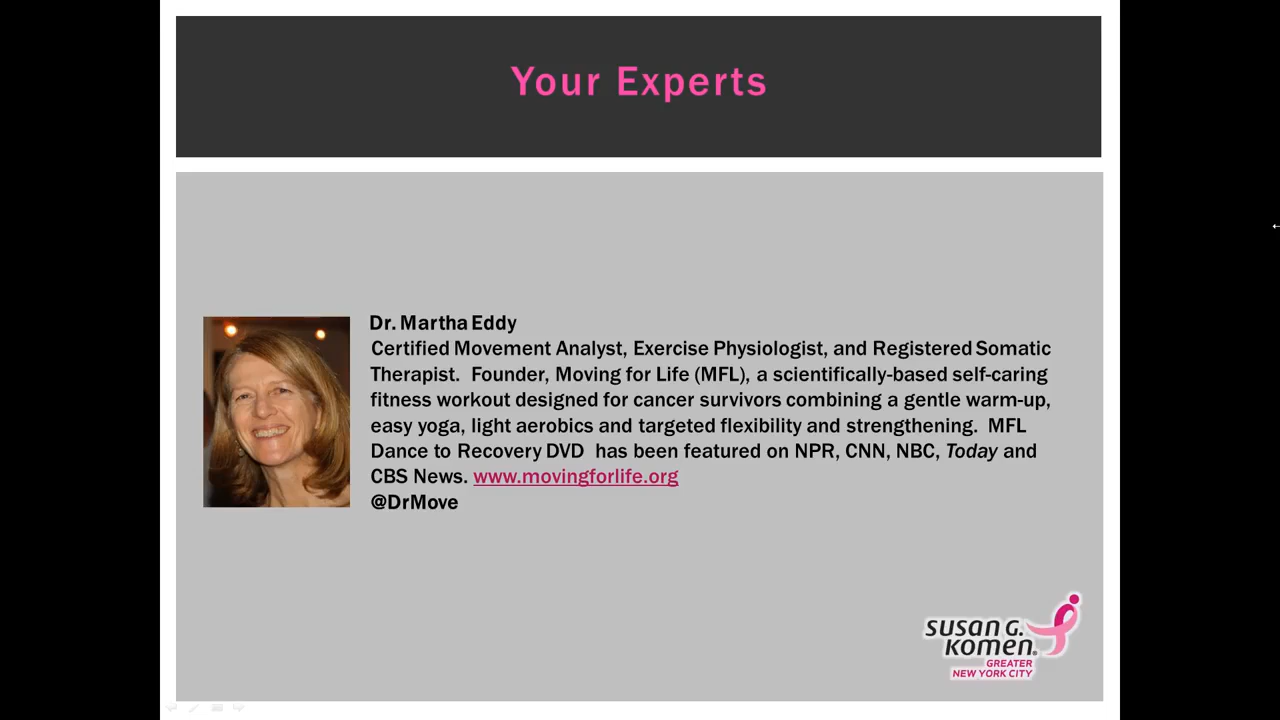 Your Experts
Dr. Martha Eddy
Certified Movement Analyst, Exercise Physiologist, and Registered Somatic
Therapist.  Founder, Moving for Life (MFL), a scientifically-based self-caring
fitness workout designed for cancer survivors combining a gentle warm-up,
easy yoga, light aerobics and targeted flexibility and strengthening.  MFL
Dance to Recovery DVD  has been featured on NPR, CNN, NBC, Today and
CBS News. www.movingforlife.org
@DrMove
susan G.
komen®
GREATER
NEW YORK CITY